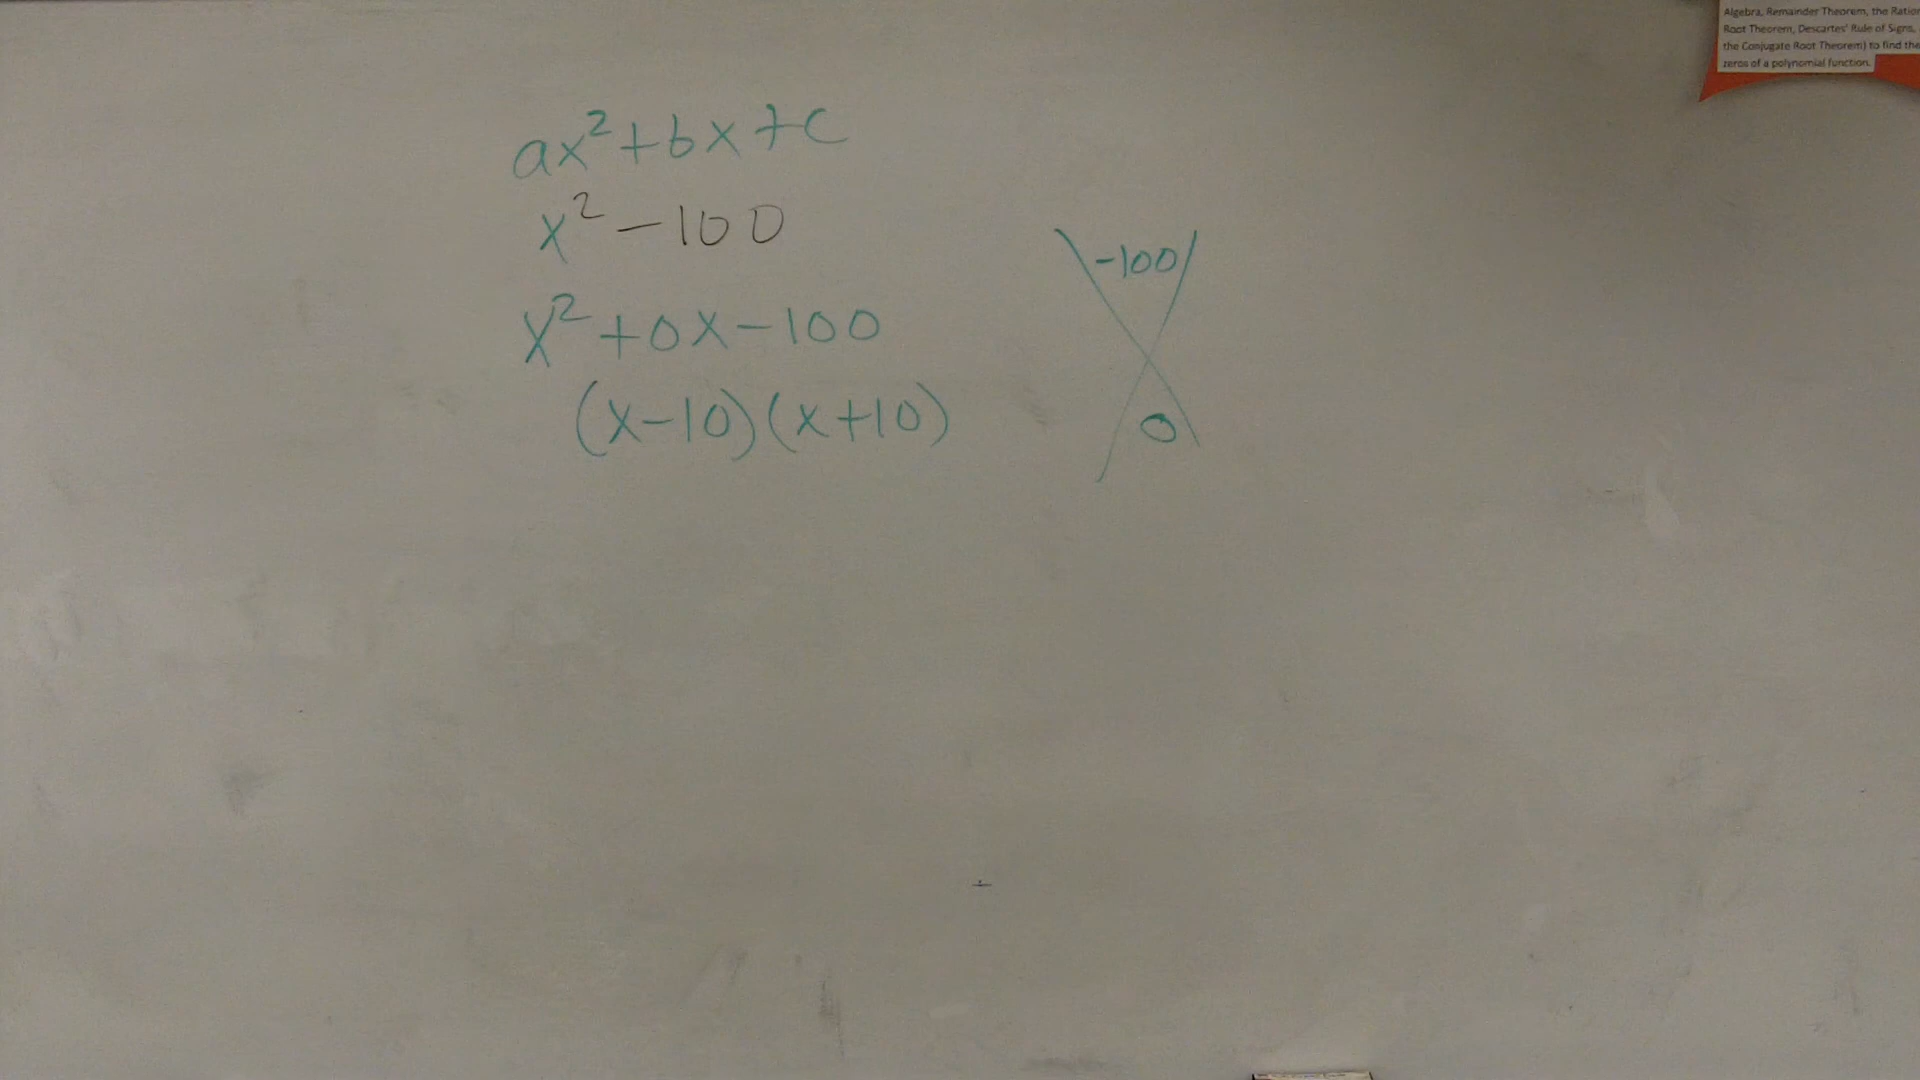 ax²+bx+c
x²-100
x²+0x-100
(x-10)(x+10)
-100
0
Algebra, Remainder Theorem, the
Root Theorem, Descartes' Rule of Signs,
the Conjugate Root Theorem) to find the
zeros of a polynomial function.